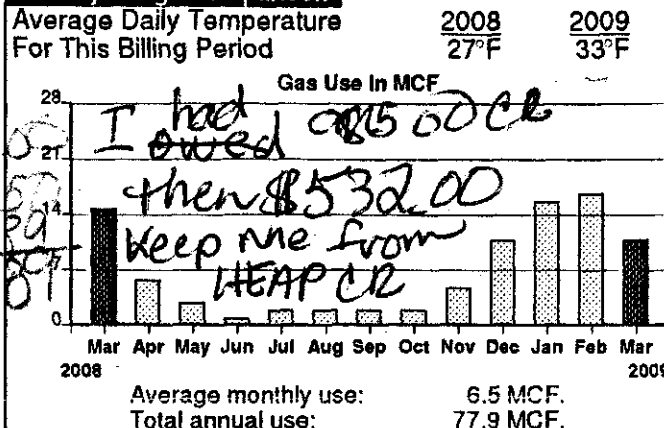 Average Daily Temperature 2008 2009
For This Billing Period 27°F 33°F
Gas Use In MCF
28
I had
owed 00 CR
21
then $532.00
14
Keep me from
7
HEAP CR
0
Mar Apr May Jun Jul Aug Sep Oct Nov Dec Jan Feb Mar
2008 2009
Average monthly use: 6.5 MCF.
Total annual use: 77.9 MCF.